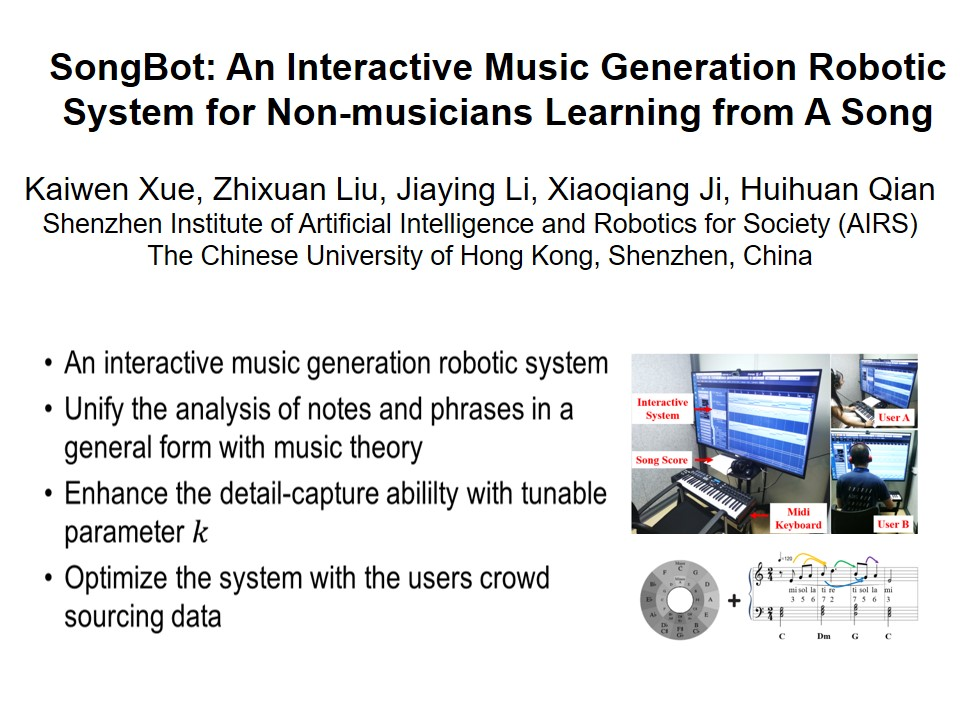 SongBot: An Interactive Music Generation Robotic
System for Non-musicians Learning from A Song
Kaiwen Xue, Zhixuan Liu, Jiaying Li, Xiaoqiang Ji, Huihuan Qian
Shenzhen Institute of Artificial Intelligence and Robotics for Society (AIRS)
The Chinese University of Hong Kong, Shenzhen, China
• An interactive music generation robotic system
• Unify the analysis of notes and phrases in a
general form with music theory
• Enhance the detail-capture abililty with tunable
parameter k
• Optimize the system with the users crowd
sourcing data
Interactive
System
Song Score
Midi
Keyboard
User A
User B
C
F
G
D
A
E
B♭
E♭
A♭
+
=120
mi sol la ti re ti sol la mi
3 5 6 7 2 7 5 6 3
C Dm G C